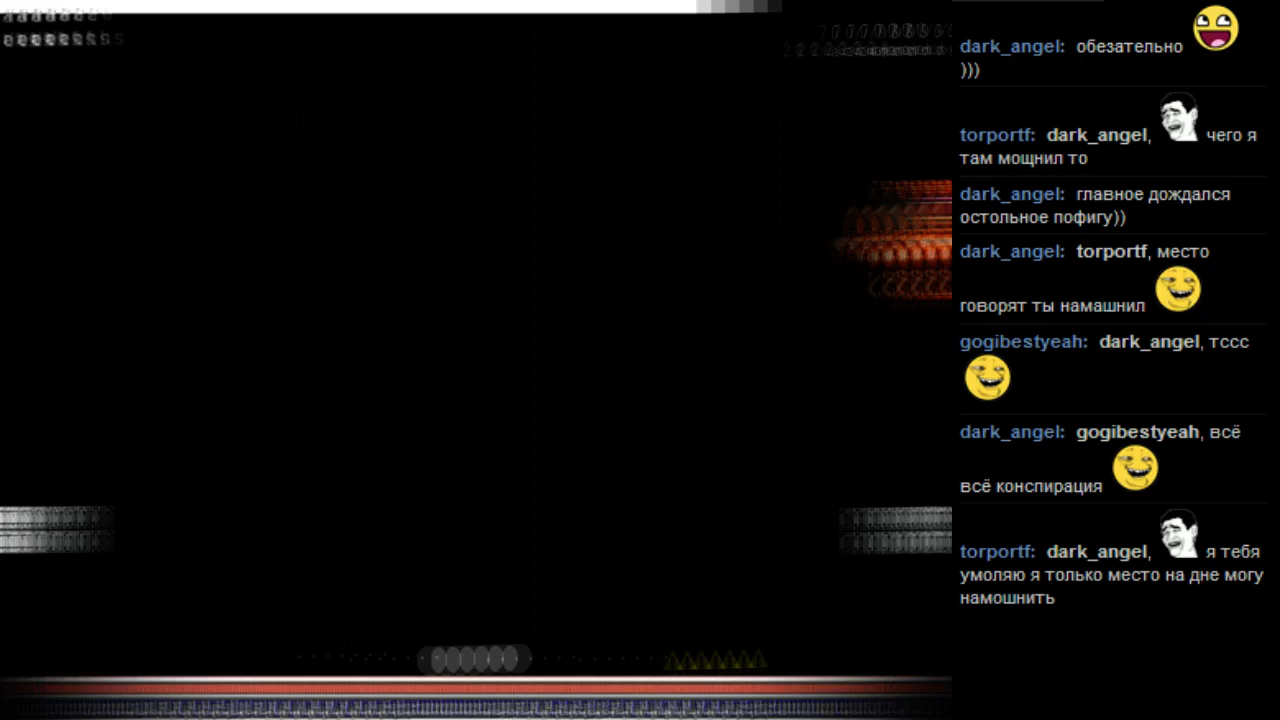 dark_angel: обезательно
)))
torportf: dark_angel, чего я
там мощнил то
dark_angel: главное дождался
остольное пофигу))
dark_angel: torportf, место
говорят ты намашнил
gogibestyeah: dark_angel, тссс
dark_angel: gogibestyeah, всё
всё конспирация
torportf: dark_angel, я тебя
умоляю я только место на дне могу
намошнить